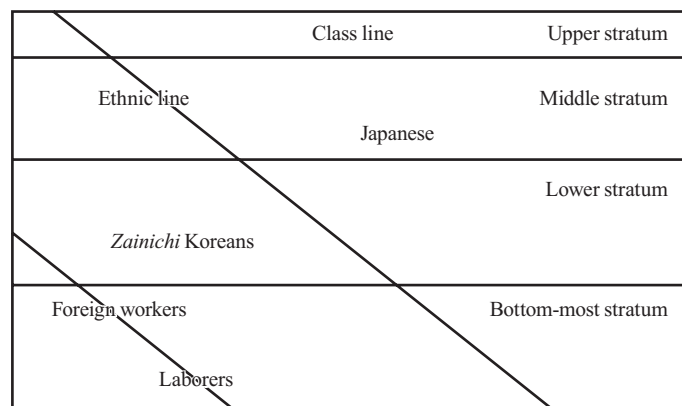 Class line Upper stratum
Ethnic line Middle stratum
Japanese
Lower stratum
Zainichi Koreans
Foreign workers Bottom-most stratum
Laborers